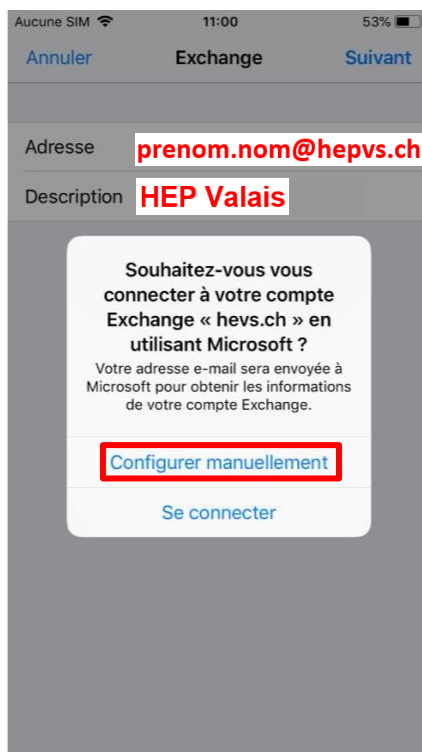 Aucune SIM 11:00 53%
Annuler Exchange Suivant
Adresse prenom.nom@hepvs.ch
Description HEP Valais
Souhaitez-vous vous
connecter à votre compte
Exchange « hevs.ch » en
utilisant Microsoft ?
Votre adresse e-mail sera envoyée à
Microsoft pour obtenir les informations
de votre compte Exchange.
Configurer manuellement
Se connecter